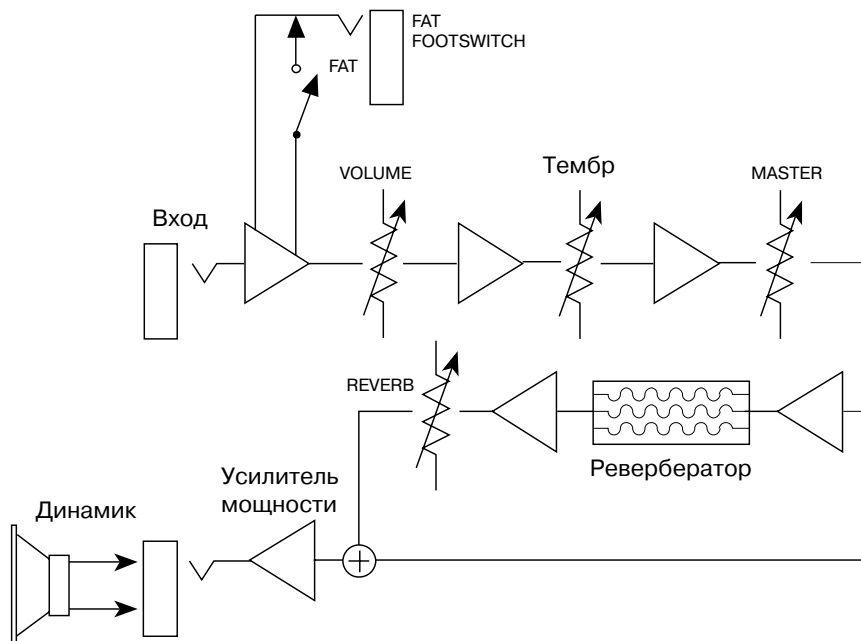 FAT
FOOTSWITCH
FAT
VOLUME
Тембр
MASTER
Вход
REVERB
Ревербератор
Усилитель
мощности
Динамик